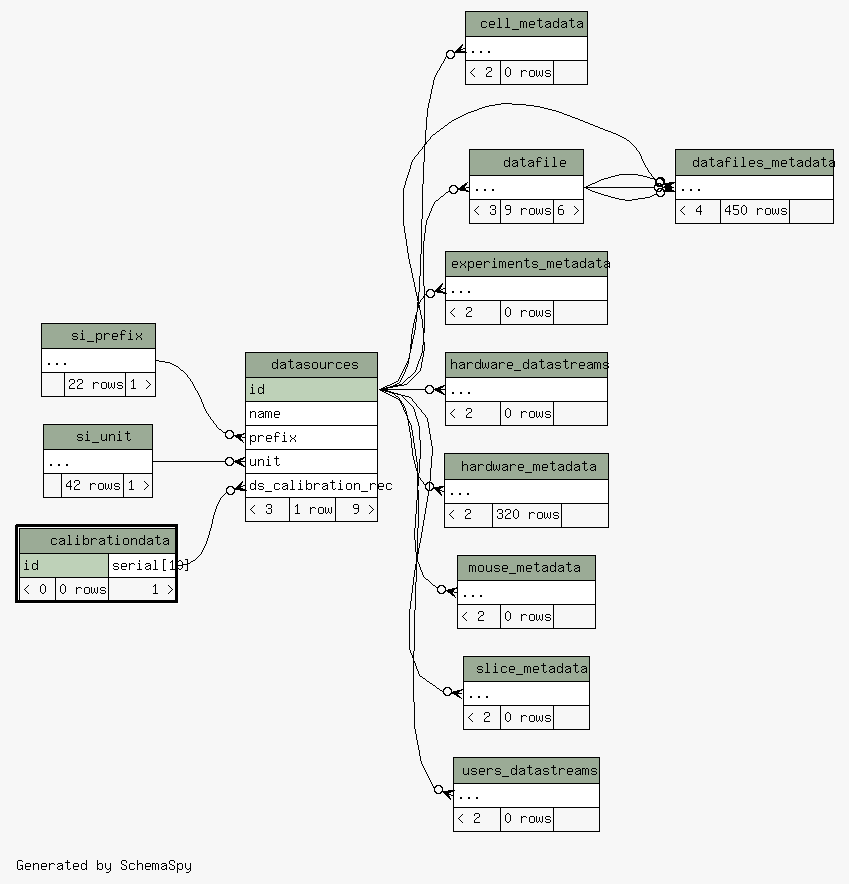 cell_metadata
...
< 2 0 rows
datafile
...
< 3 9 rows 6 >
datafiles_metadata
...
< 4 450 rows
experiments_metadata
...
< 2 0 rows
si_prefix
...
22 rows 1 >
datasources
id
name
prefix
unit
ds_calibration_rec
< 3 1 row 9 >
hardware_datastreams
...
< 2 0 rows
si_unit
...
42 rows 1 >
hardware_metadata
...
< 2 320 rows
calibrationdata
id serial[10]
< 0 0 rows 1 >
mouse_metadata
...
< 2 0 rows
slice_metadata
...
< 2 0 rows
users_datastreams
...
< 2 0 rows
Generated by SchemaSpy